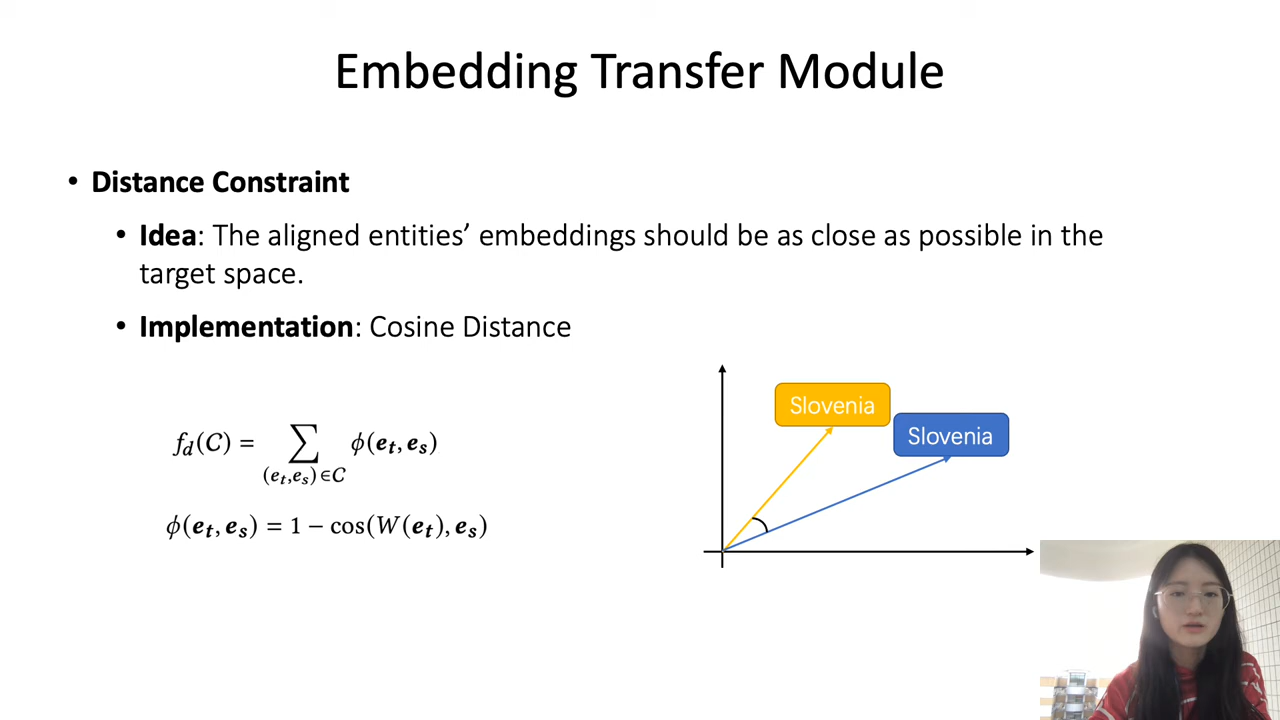 Embedding Transfer Module
• Distance Constraint
• Idea: The aligned entities’ embeddings should be as close as possible in the
target space.
• Implementation: Cosine Distance
f_d(C) = ∑_{(e_t,e_s)∈C} ϕ(e_t, e_s)
ϕ(e_t, e_s) = 1 − cos(W(e_t), e_s)
Slovenia
Slovenia